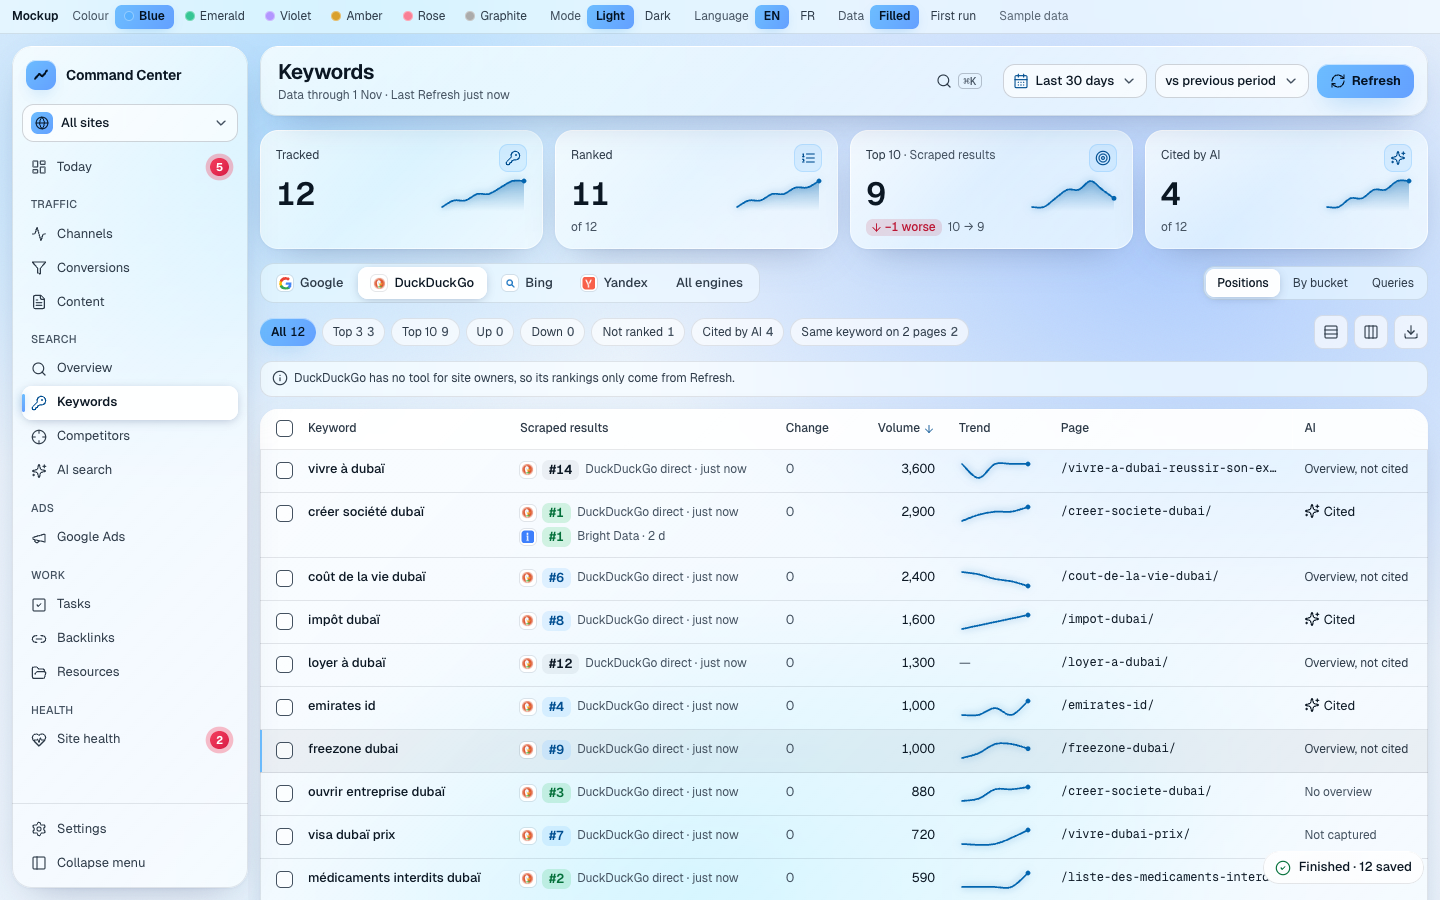 Mockup Colour Blue Emerald Violet Amber Rose Graphite Mode Light Dark Language EN FR Data Filled First run Sample data
Command Center
All sites
Today 5
TRAFFIC
Channels
Conversions
Content
SEARCH
Overview
Keywords
Competitors
AI search
ADS
Google Ads
WORK
Tasks
Backlinks
Resources
HEALTH
Site health 2
Settings
Collapse menu
Keywords
Data through 1 Nov · Last Refresh just now
⌘K Last 30 days vs previous period Refresh
Tracked
12
Ranked
11
of 12
Top 10 · Scraped results
9
↓ −1 worse 10 → 9
Cited by AI
4
of 12
Google DuckDuckGo Bing Yandex All engines
Positions By bucket Queries
All 12 Top 3 3 Top 10 9 Up 0 Down 0 Not ranked 1 Cited by AI 4 Same keyword on 2 pages 2
DuckDuckGo has no tool for site owners, so its rankings only come from Refresh.
Keyword Scraped results Change Volume ↓ Trend Page AI
vivre à dubaï #14 DuckDuckGo direct · just now 0 3,600 /vivre-a-dubai-reussir-son-ex… Overview, not cited
créer société dubaï #1 DuckDuckGo direct · just now 0 2,900 /creer-societe-dubai/ Cited
#1 Bright Data · 2 d
coût de la vie dubaï #6 DuckDuckGo direct · just now 0 2,400 /cout-de-la-vie-dubai/ Overview, not cited
impôt dubaï #8 DuckDuckGo direct · just now 0 1,600 /impot-dubai/ Cited
loyer à dubaï #12 DuckDuckGo direct · just now 0 1,300 — /loyer-a-dubai/ Overview, not cited
emirates id #4 DuckDuckGo direct · just now 0 1,000 /emirates-id/ Cited
freezone dubai #9 DuckDuckGo direct · just now 0 1,000 /freezone-dubai/ Overview, not cited
ouvrir entreprise dubaï #3 DuckDuckGo direct · just now 0 880 /creer-societe-dubai/ No overview
visa dubaï prix #7 DuckDuckGo direct · just now 0 720 /vivre-dubai-prix/ Not captured
médicaments interdits dubaï #2 DuckDuckGo direct · just now 0 590 /liste-des-medicaments-interd
Finished · 12 saved